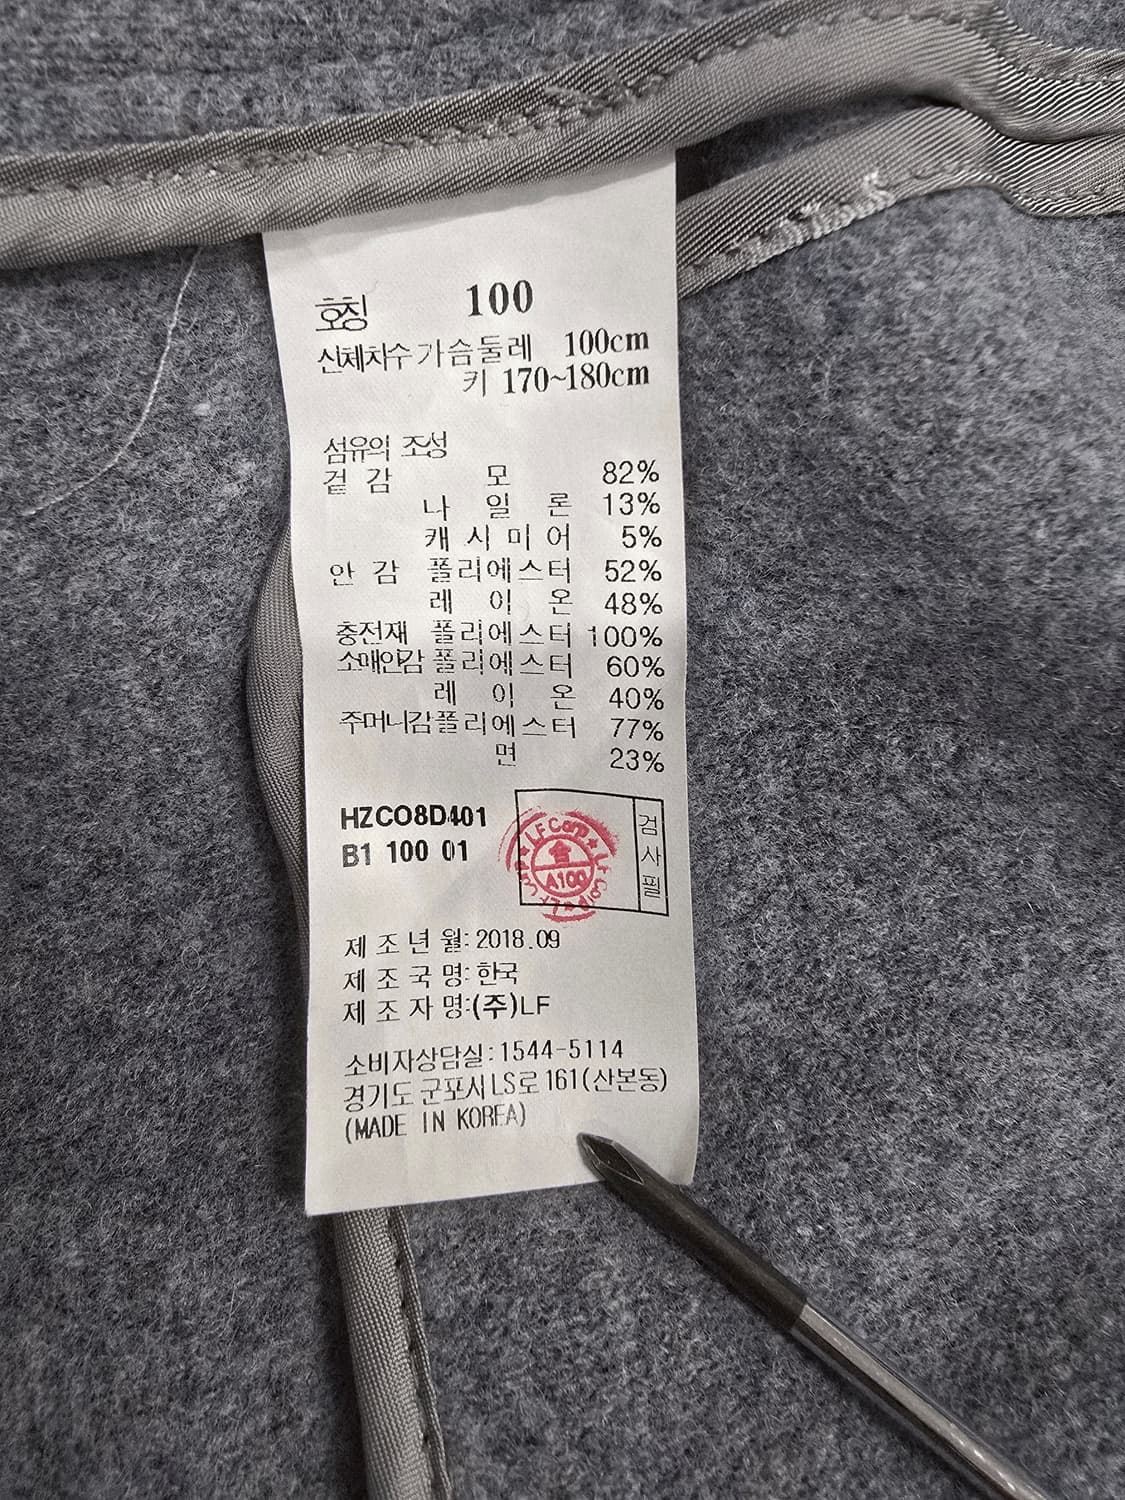 호칭 100
신체치수 가슴둘레 100cm
키 170~180cm
섬유의 조성
겉감 모 82%
나일론 13%
캐시미어 5%
안감 폴리에스터 52%
레이온 48%
충전재 폴리에스터 100%
소매안감 폴리에스터 60%
레이온 40%
주머니감 폴리에스터 77%
면 23%
HZCO8D401
B1 100 01
LF Corp
合
A100
검사필
제조년월: 2018.09
제조국명: 한국
제조자명:(주)LF
소비자상담실: 1544-5114
경기도 군포시 LS로 161(산본동)
(MADE IN KOREA)